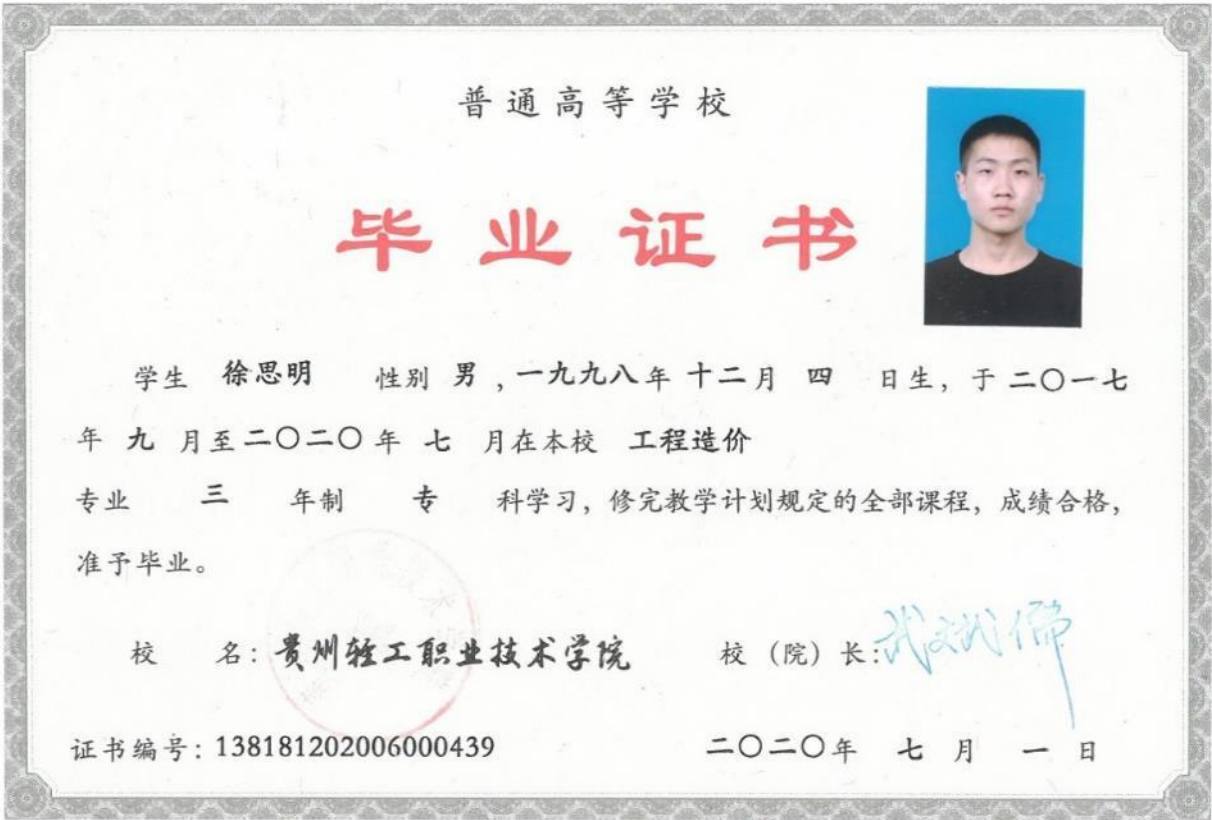 普通高等学校
毕业证书
学生 徐思明 性别 男 ，一九九八年 十二月 四 日生，于 二〇一七
年 九 月至 二〇二〇 年 七 月在本校 工程造价
专业 三 年制 专 科学习，修完教学计划规定的全部课程，成绩合格，
准予毕业。
校 名：贵州轻工职业技术学院 校（院）长：
证书编号：138181202006000439 二〇二〇年 七 月 一 日